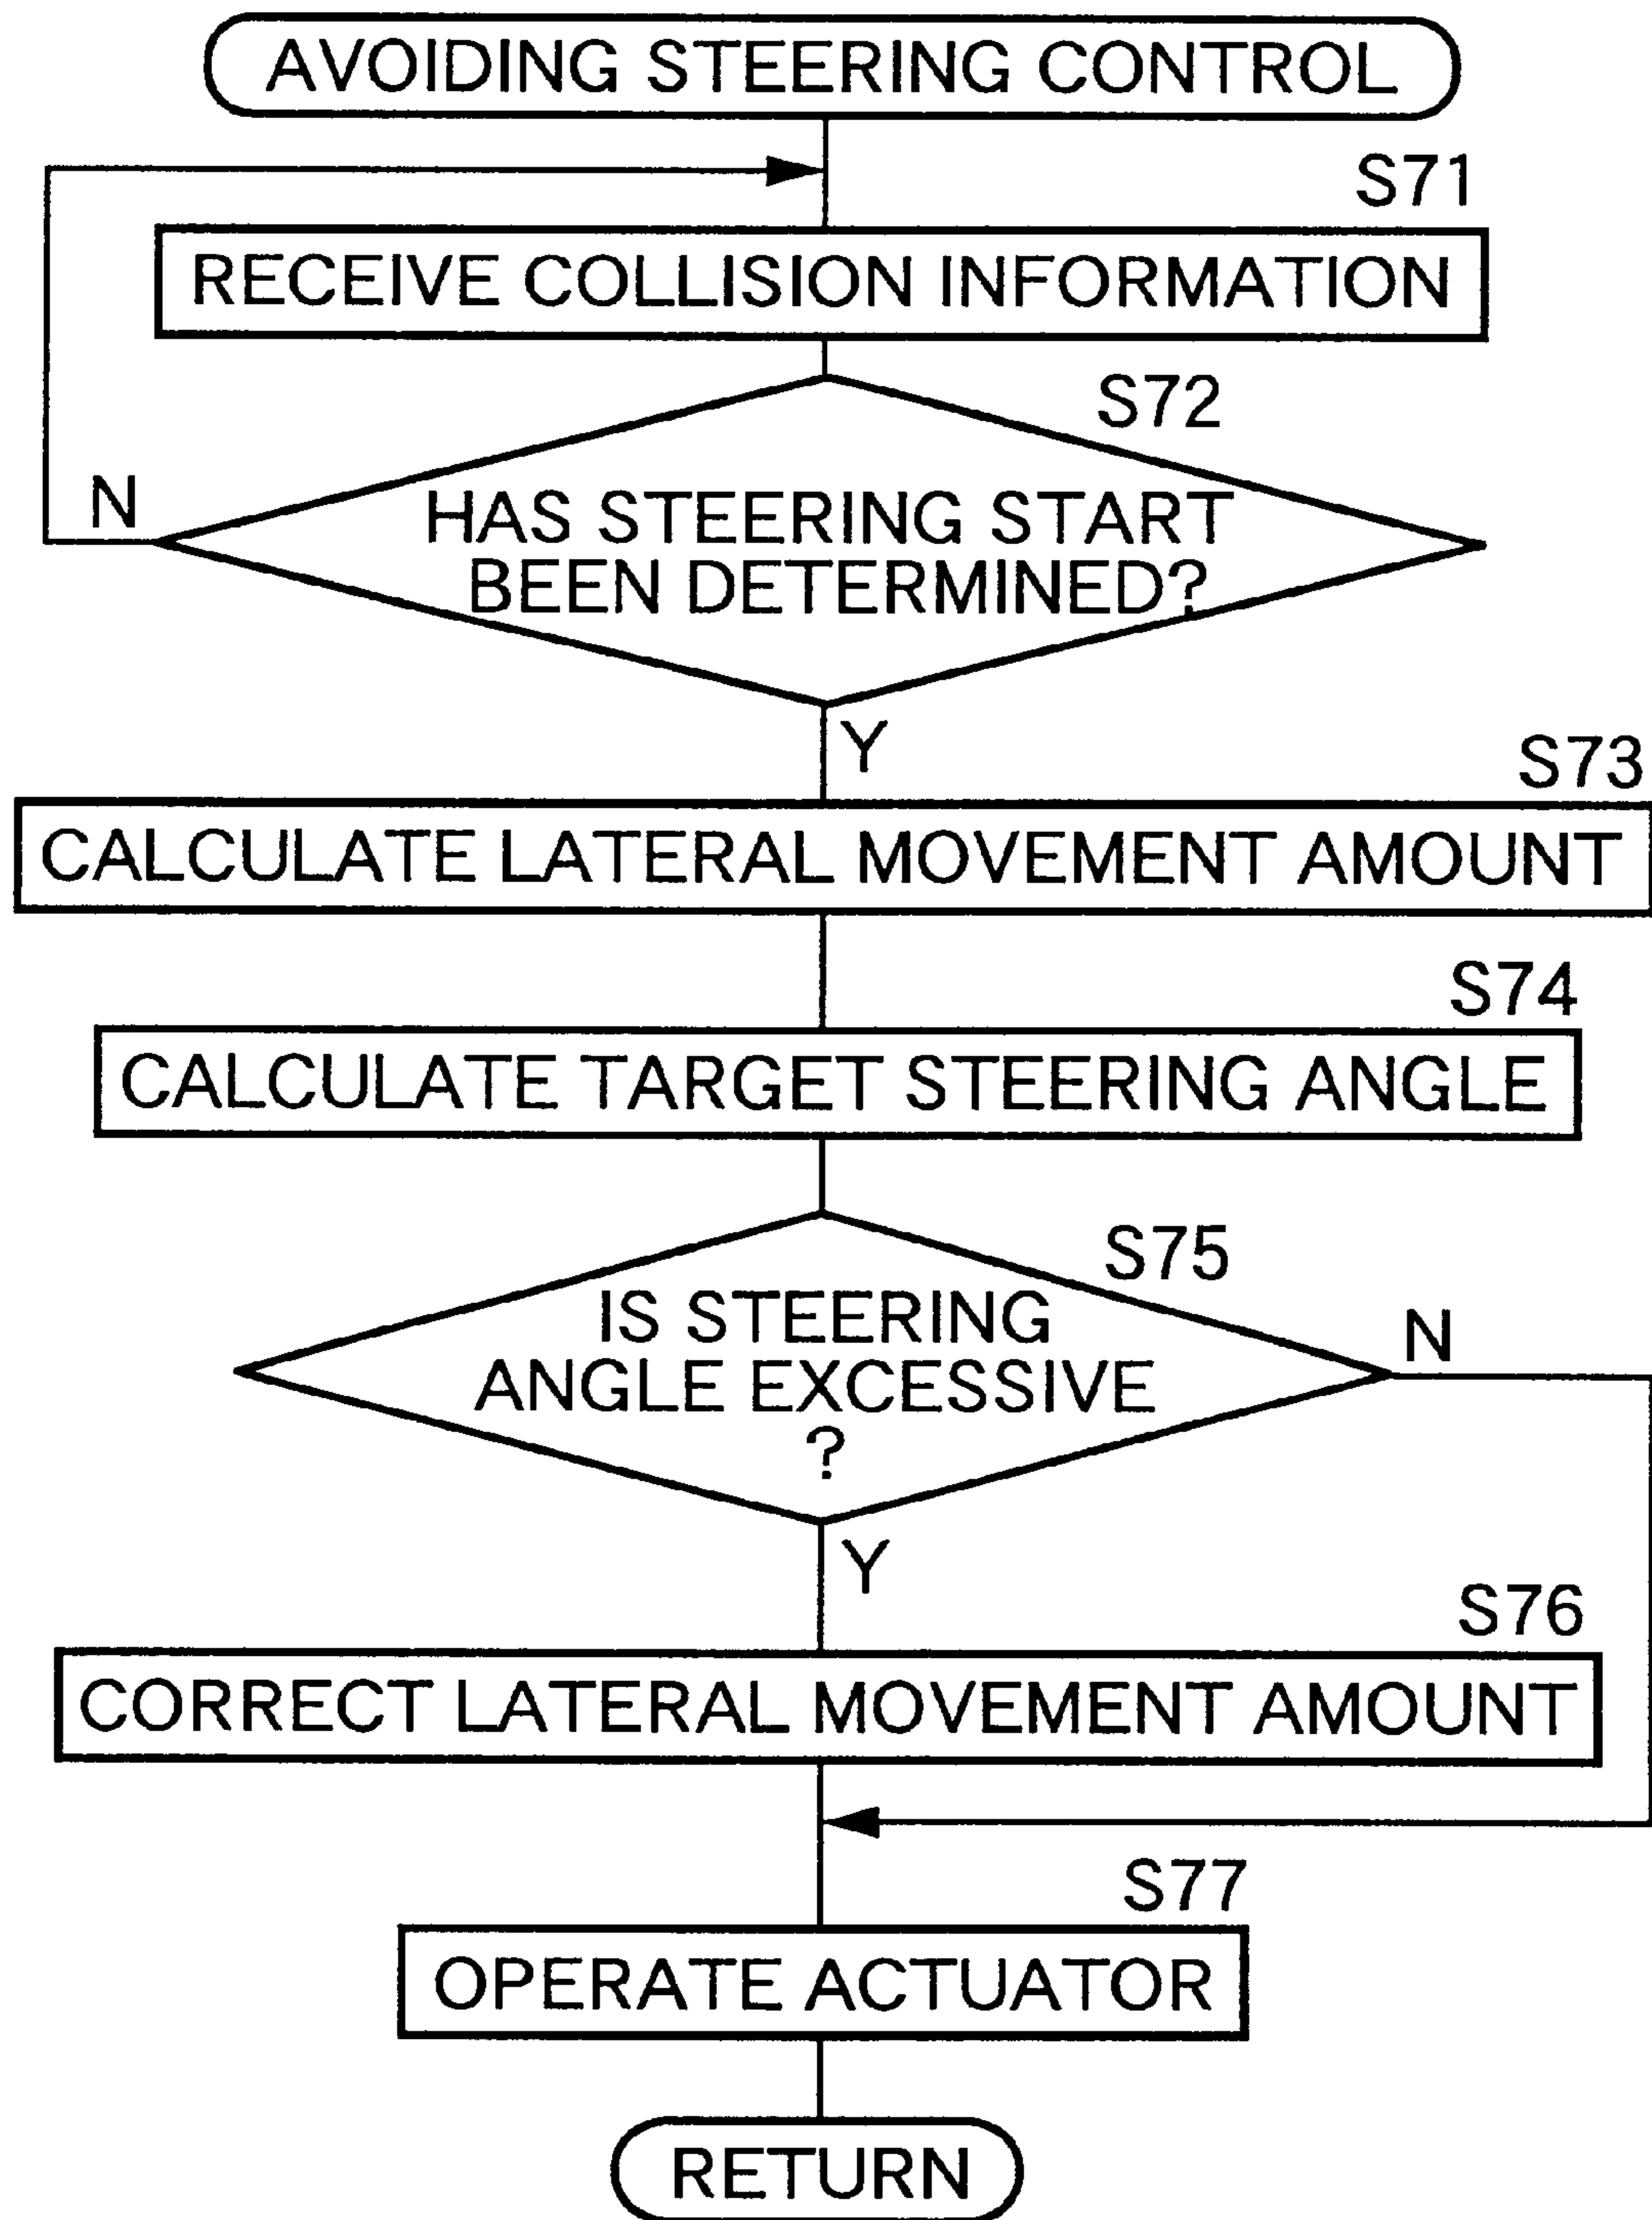 AVOIDING STEERING CONTROL
S71
RECEIVE COLLISION INFORMATION
S72
N
HAS STEERING START
BEEN DETERMINED?
Y
S73
CALCULATE LATERAL MOVEMENT AMOUNT
S74
CALCULATE TARGET STEERING ANGLE
S75
IS STEERING
ANGLE EXCESSIVE
?
N
Y
S76
CORRECT LATERAL MOVEMENT AMOUNT
S77
OPERATE ACTUATOR
RETURN